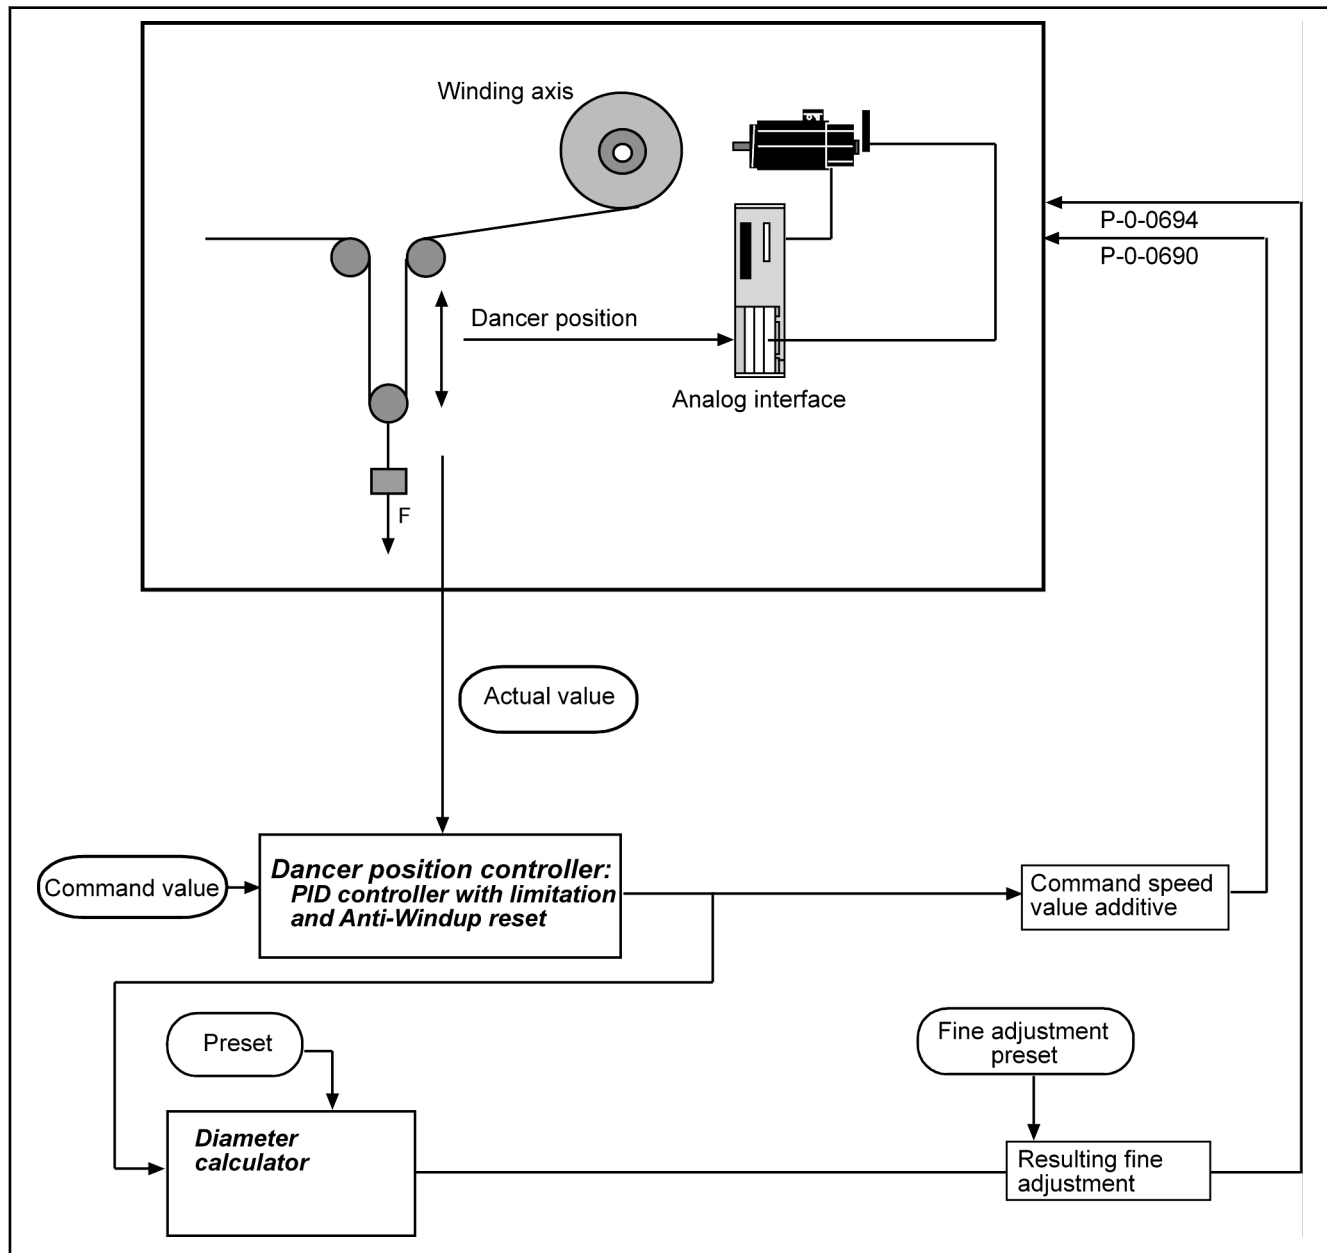 Winding axis
P-0-0694
P-0-0690
Dancer position
Analog interface
F
Actual value
Command value
Dancer position controller:
PID controller with limitation
and Anti-Windup reset
Command speed
value additive
Preset
Fine adjustment
preset
Diameter
calculator
Resulting fine
adjustment